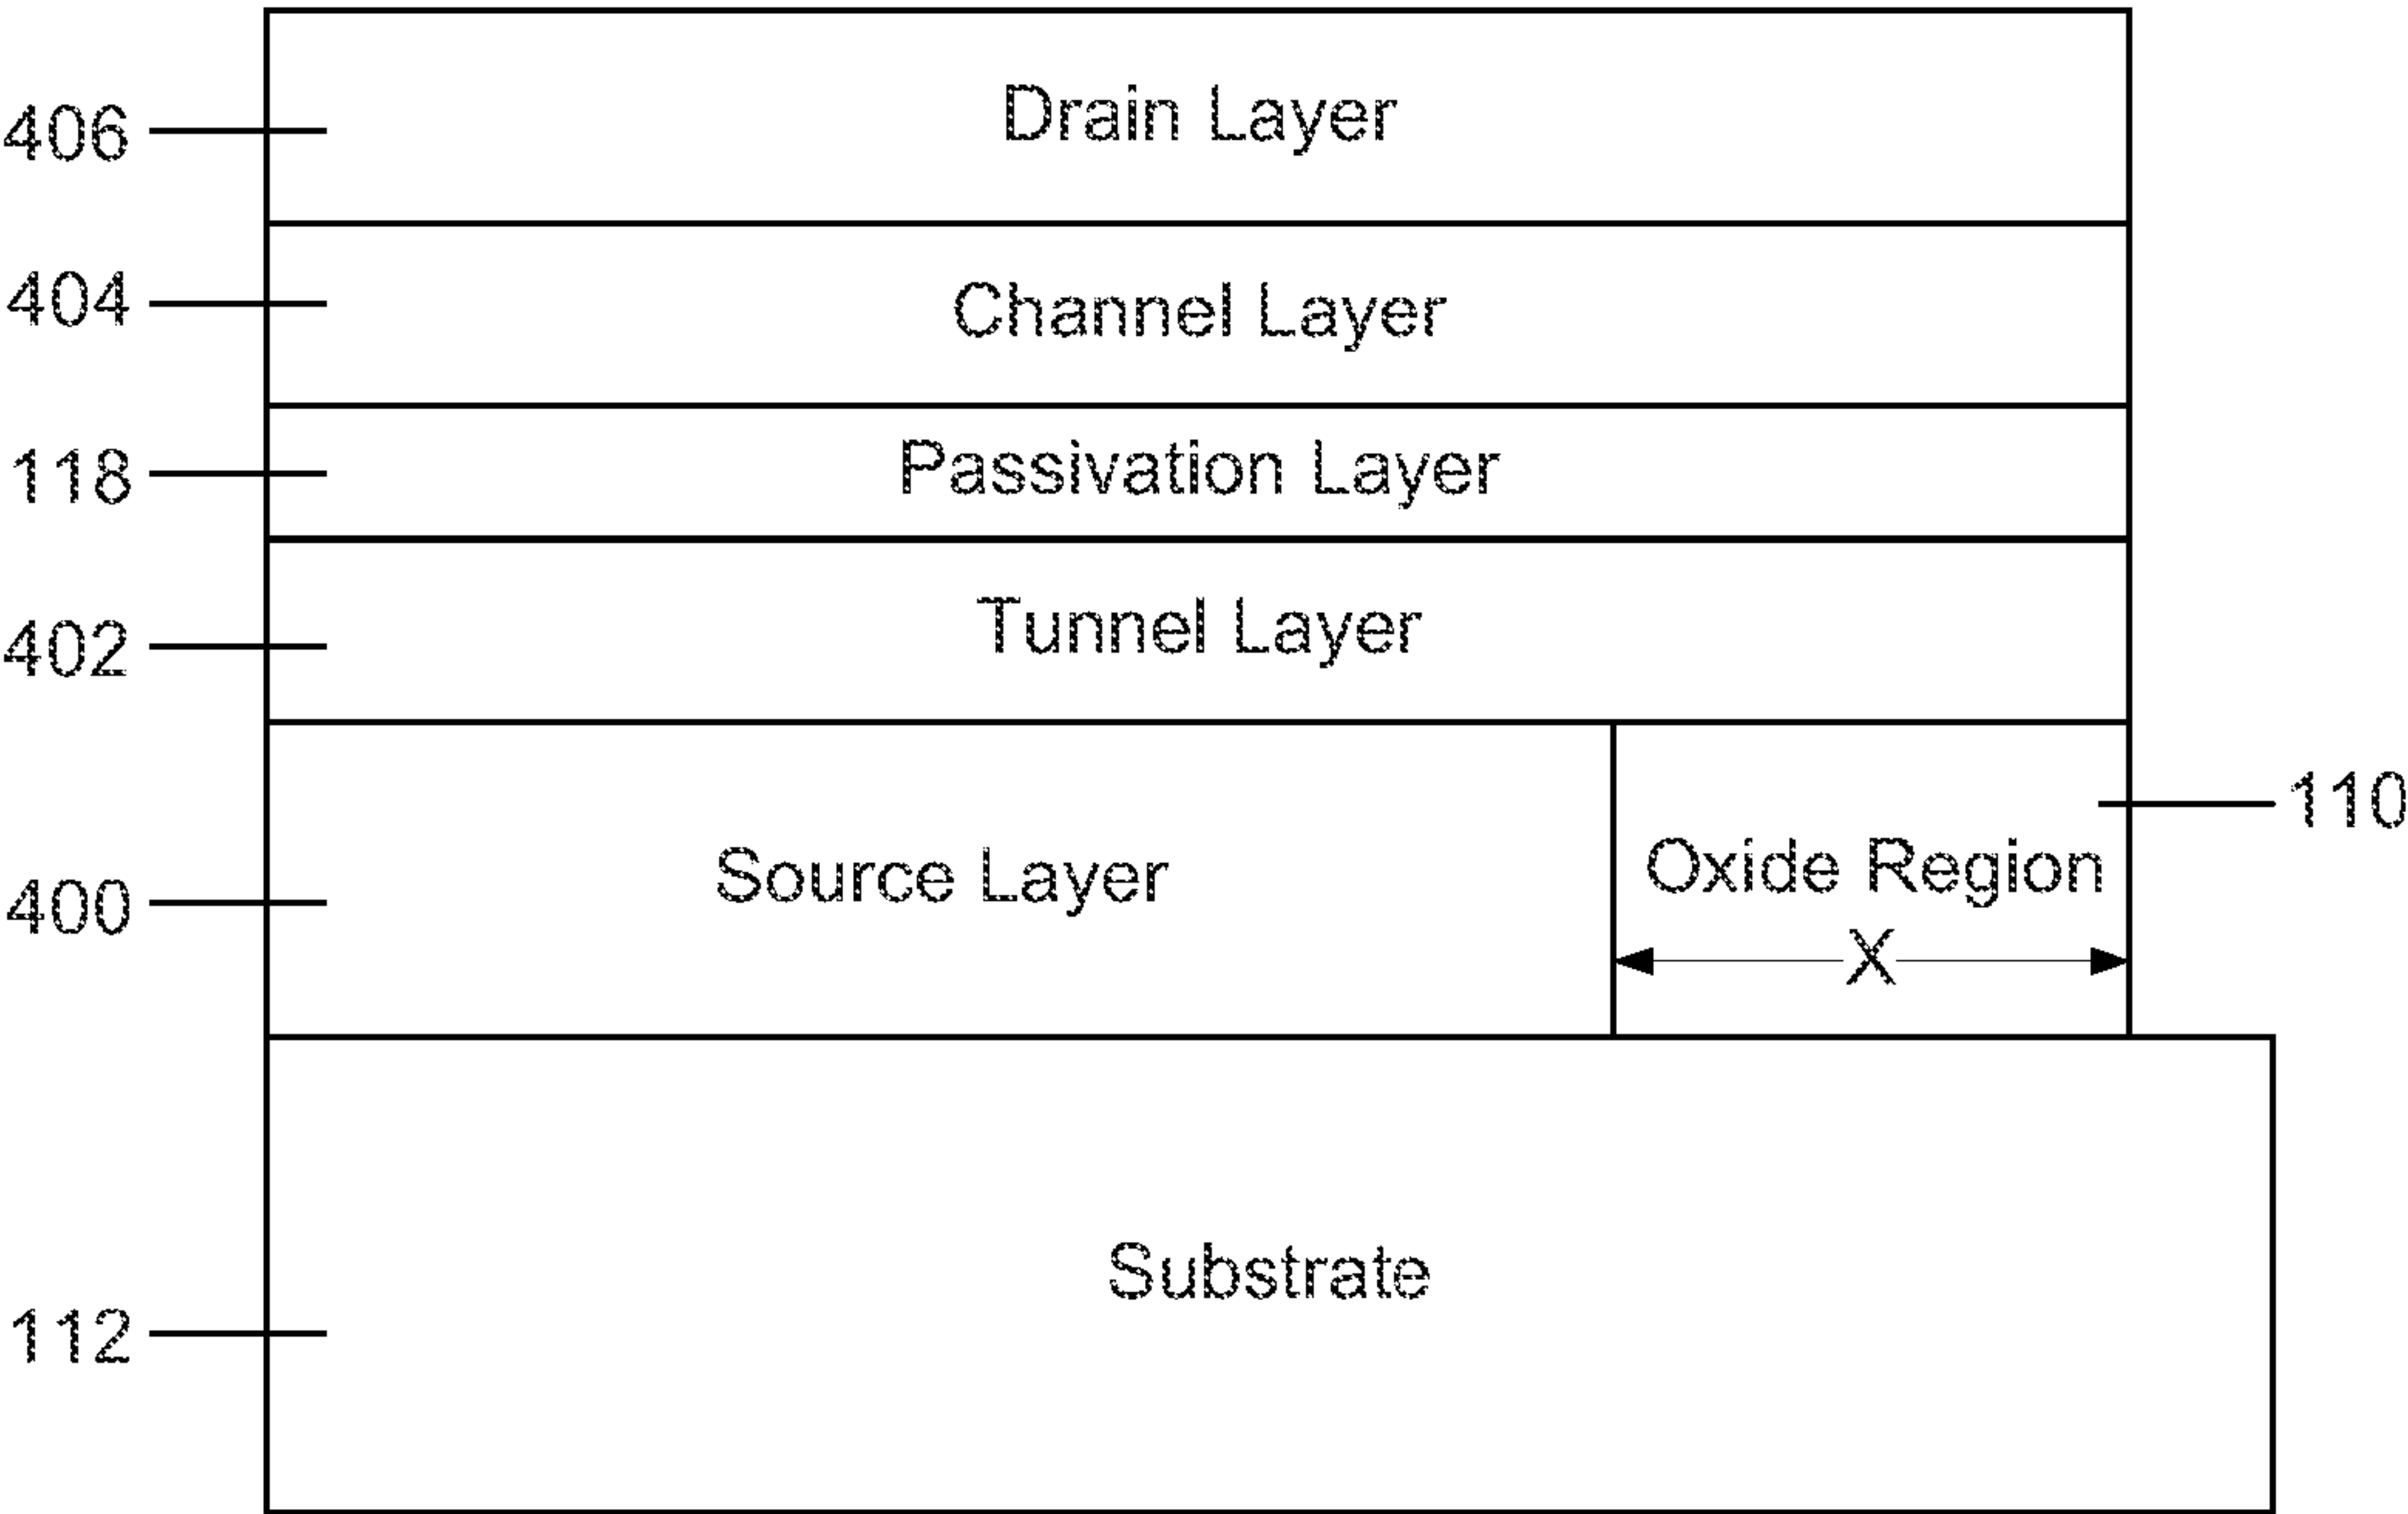 Drain Layer
406
Channel Layer
404
Passivation Layer
118
Tunnel Layer
402
110
Oxide Region
Source Layer
400
X
Substrate
112